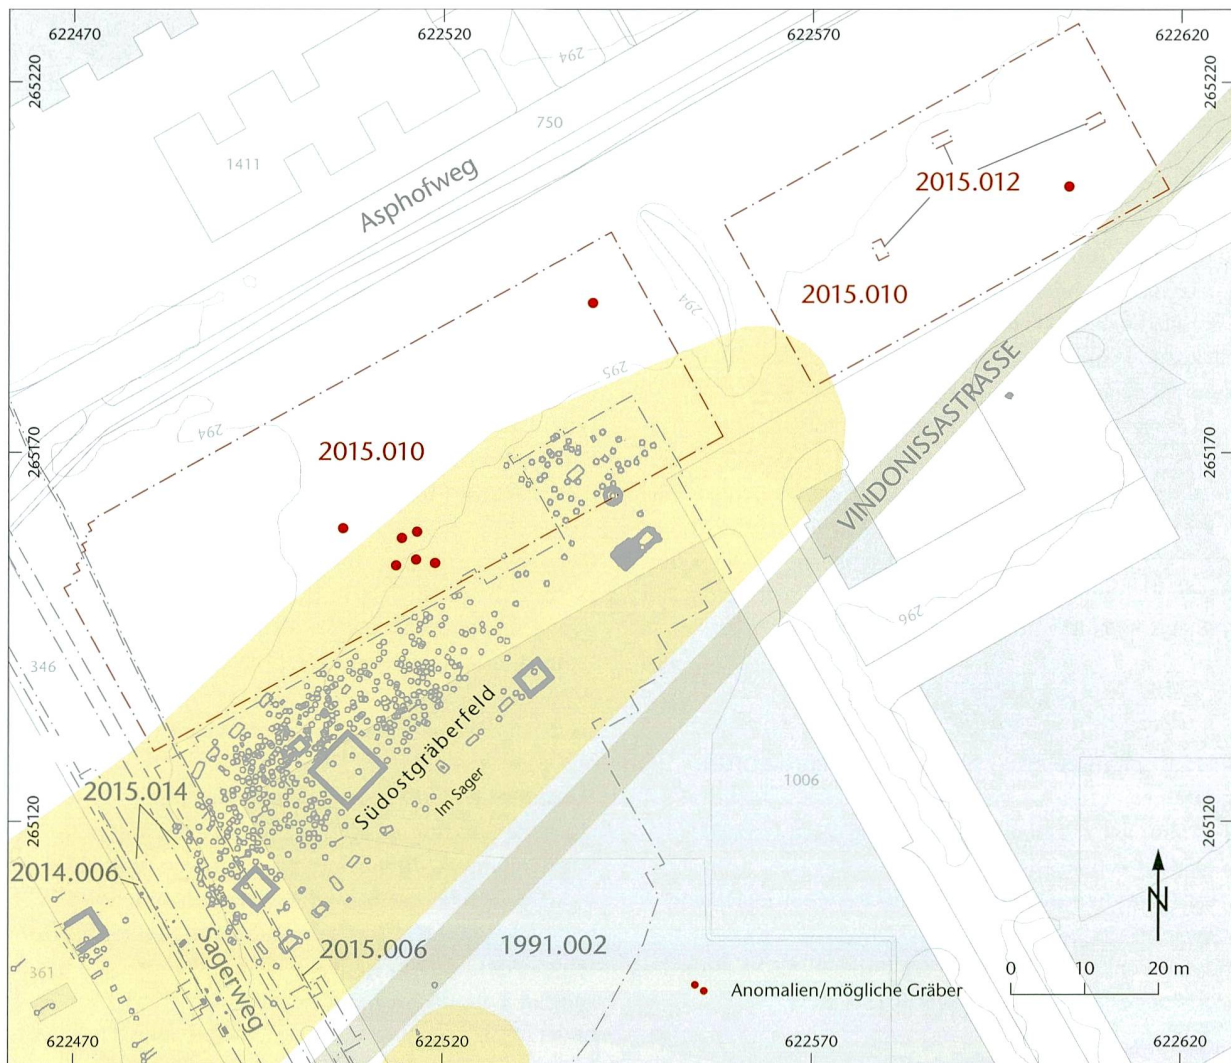 622470 622520 622570 622620
265220 265220
294
750
1411
Asphofweg
2015.012
2015.010
294
295
VINDONISSASTRASSE
294
265170 265170
2015.010
296
346
Südostgräberfeld
Im Sager
1006
2015.014
265120 265120
2014.006
Sagerweg
2015.006
1991.002
361
N
0 10 20 m
Anomalien/mögliche Gräber
622470 622520 622570 622620